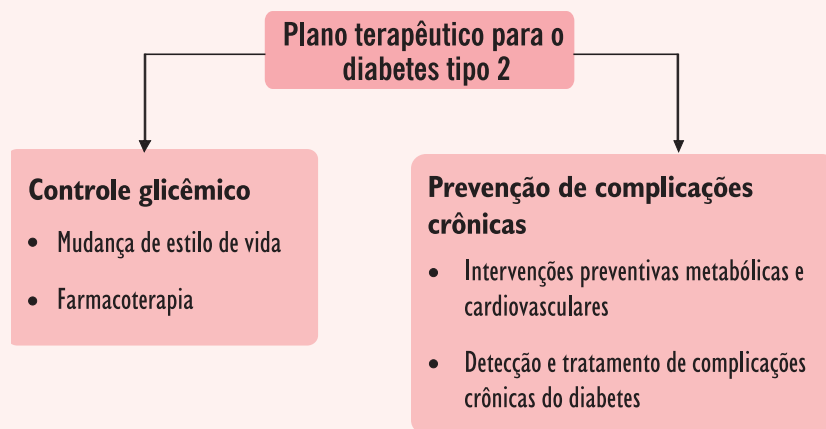 Plano terapêutico para o
diabetes tipo 2
Controle glicêmico
• Mudança de estilo de vida
• Farmacoterapia
Prevenção de complicações
crônicas
• Intervenções preventivas metabólicas e
cardiovasculares
• Detecção e tratamento de complicações
crônicas do diabetes